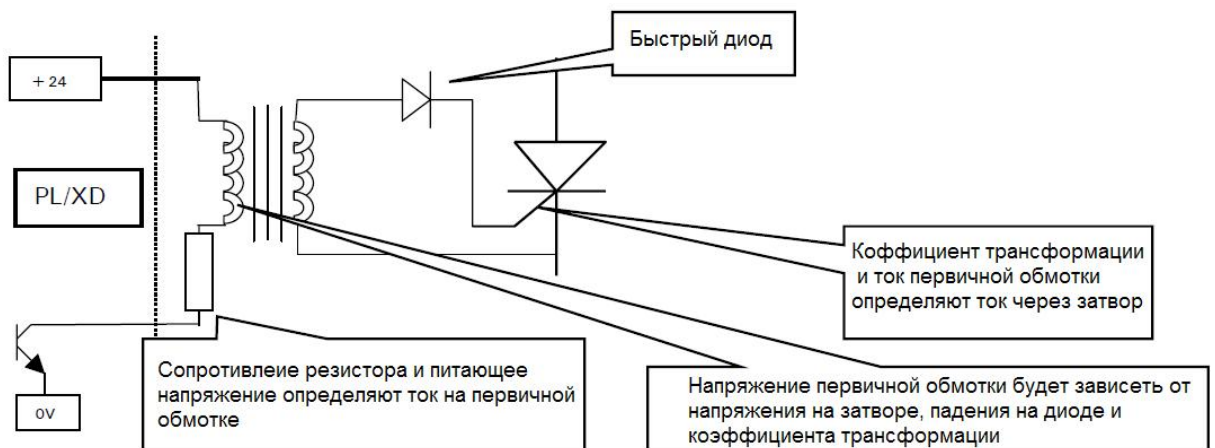 Быстрый диод
+ 24
PL/XD
Коффициент трансформации
и ток первичной обмотки
определяют ток через затвор
Сопротивлеие резистора и питающее
напряжение определяют ток на первичной
обмотке
Напряжение первичной обмотки будет зависеть от
напряжения на затворе, падения на диоде и
коэффициента трансформации
0V